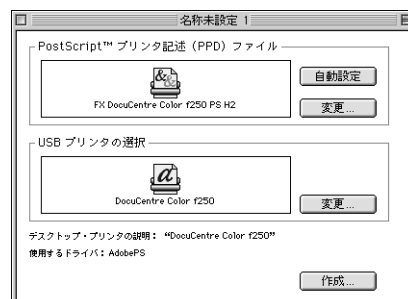 名称未設定 1
PostScript™ プリンタ記述（PPD）ファイル
自動設定
FX DocuCentre Color f250 PS H2
変更...
USB プリンタの選択
DocuCentre Color f250
変更...
デスクトップ・プリンタの説明： “DocuCentre Color f250”
使用するドライバ： AdobePS
作成...